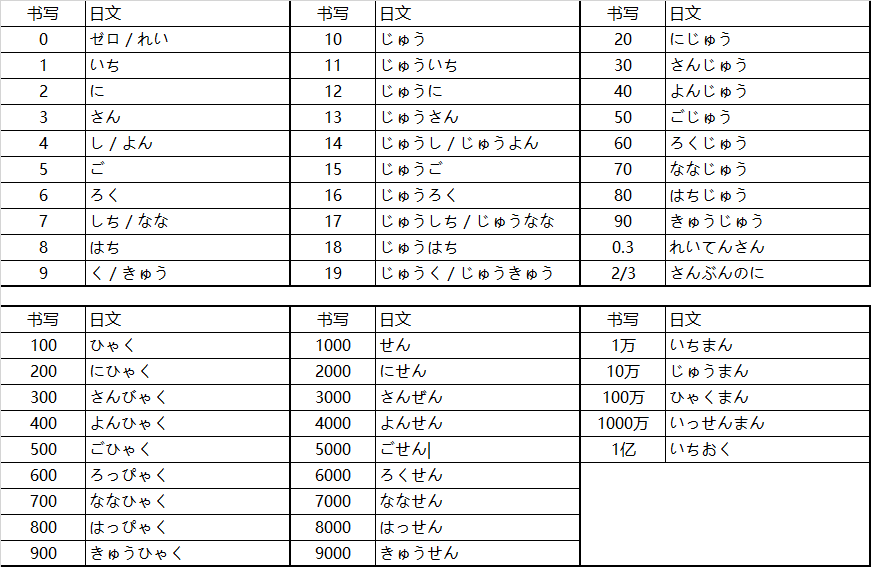 书写 日文 书写 日文 书写 日文
0 ゼロ / れい 10 じゅう 20 にじゅう
1 いち 11 じゅういち 30 さんじゅう
2 に 12 じゅうに 40 よんじゅう
3 さん 13 じゅうさん 50 ごじゅう
4 し / よん 14 じゅうし / じゅうよん 60 ろくじゅう
5 ご 15 じゅうご 70 ななじゅう
6 ろく 16 じゅうろく 80 はちじゅう
7 しち / なな 17 じゅうしち / じゅうなな 90 きゅうじゅう
8 はち 18 じゅうはち 0.3 れいてんさん
9 く / きゅう 19 じゅうく / じゅうきゅう 2/3 さんぶんのに
书写 日文 书写 日文 书写 日文
100 ひゃく 1000 せん 1万 いちまん
200 にひゃく 2000 にせん 10万 じゅうまん
300 さんびゃく 3000 さんぜん 100万 ひゃくまん
400 よんひゃく 4000 よんせん 1000万 いっせんまん
500 ごひゃく 5000 ごせん 1亿 いちおく
600 ろっぴゃく 6000 ろくせん
700 ななひゃく 7000 ななせん
800 はっぴゃく 8000 はっせん
900 きゅうひゃく 9000 きゅうせん